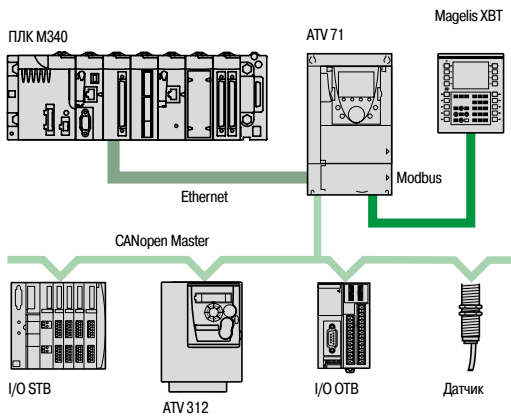 Magelis XBT
ПЛК M340
ATV 71
Modbus
Ethernet
CANopen Master
I/O STB
I/O OTB
Датчик
ATV 312